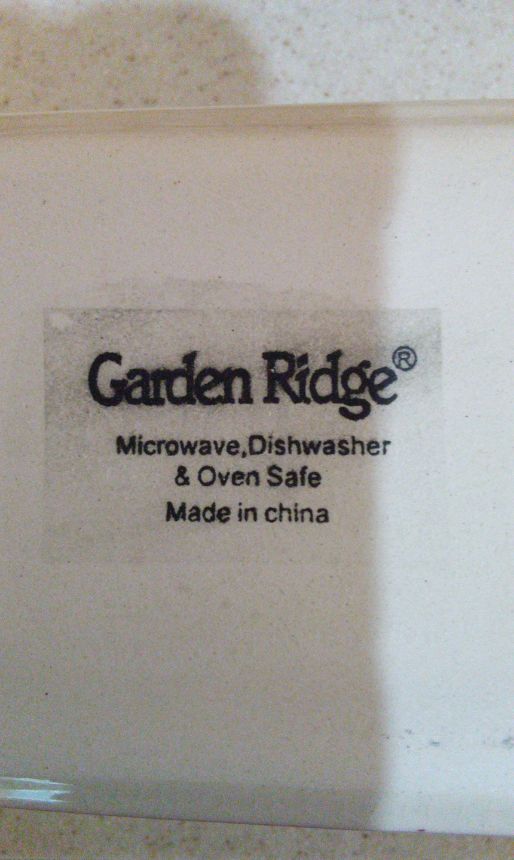 Garden Ridge®
Microwave,Dishwasher
& Oven Safe
Made in china